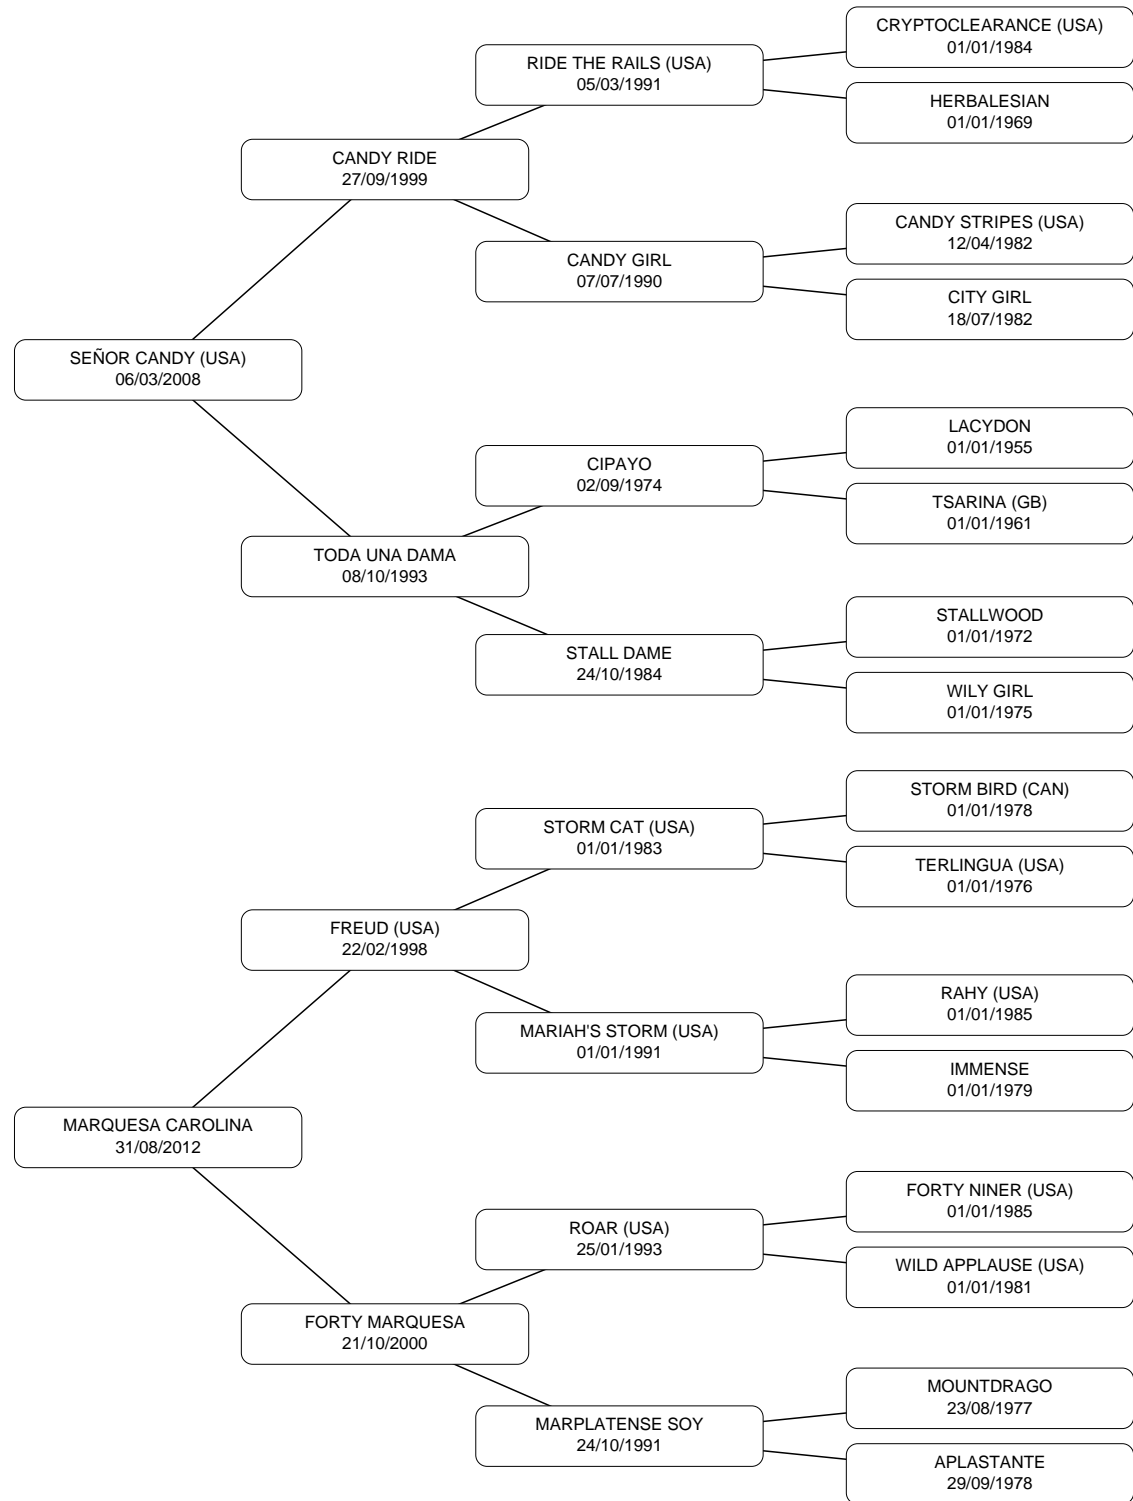 CRYPTOCLEARANCE (USA)
01/01/1984
RIDE THE RAILS (USA)
05/03/1991
HERBALESIAN
01/01/1969
CANDY RIDE
27/09/1999
CANDY STRIPES (USA)
12/04/1982
CANDY GIRL
07/07/1990
CITY GIRL
18/07/1982
SEÑOR CANDY (USA)
06/03/2008
LACYDON
01/01/1955
CIPAYO
02/09/1974
TSARINA (GB)
01/01/1961
TODA UNA DAMA
08/10/1993
STALLWOOD
01/01/1972
STALL DAME
24/10/1984
WILY GIRL
01/01/1975
STORM BIRD (CAN)
01/01/1978
STORM CAT (USA)
01/01/1983
TERLINGUA (USA)
01/01/1976
FREUD (USA)
22/02/1998
RAHY (USA)
01/01/1985
MARIAH'S STORM (USA)
01/01/1991
IMMENSE
01/01/1979
MARQUESA CAROLINA
31/08/2012
FORTY NINER (USA)
01/01/1985
ROAR (USA)
25/01/1993
WILD APPLAUSE (USA)
01/01/1981
FORTY MARQUESA
21/10/2000
MOUNTDRAGO
23/08/1977
MARPLATENSE SOY
24/10/1991
APLASTANTE
29/09/1978